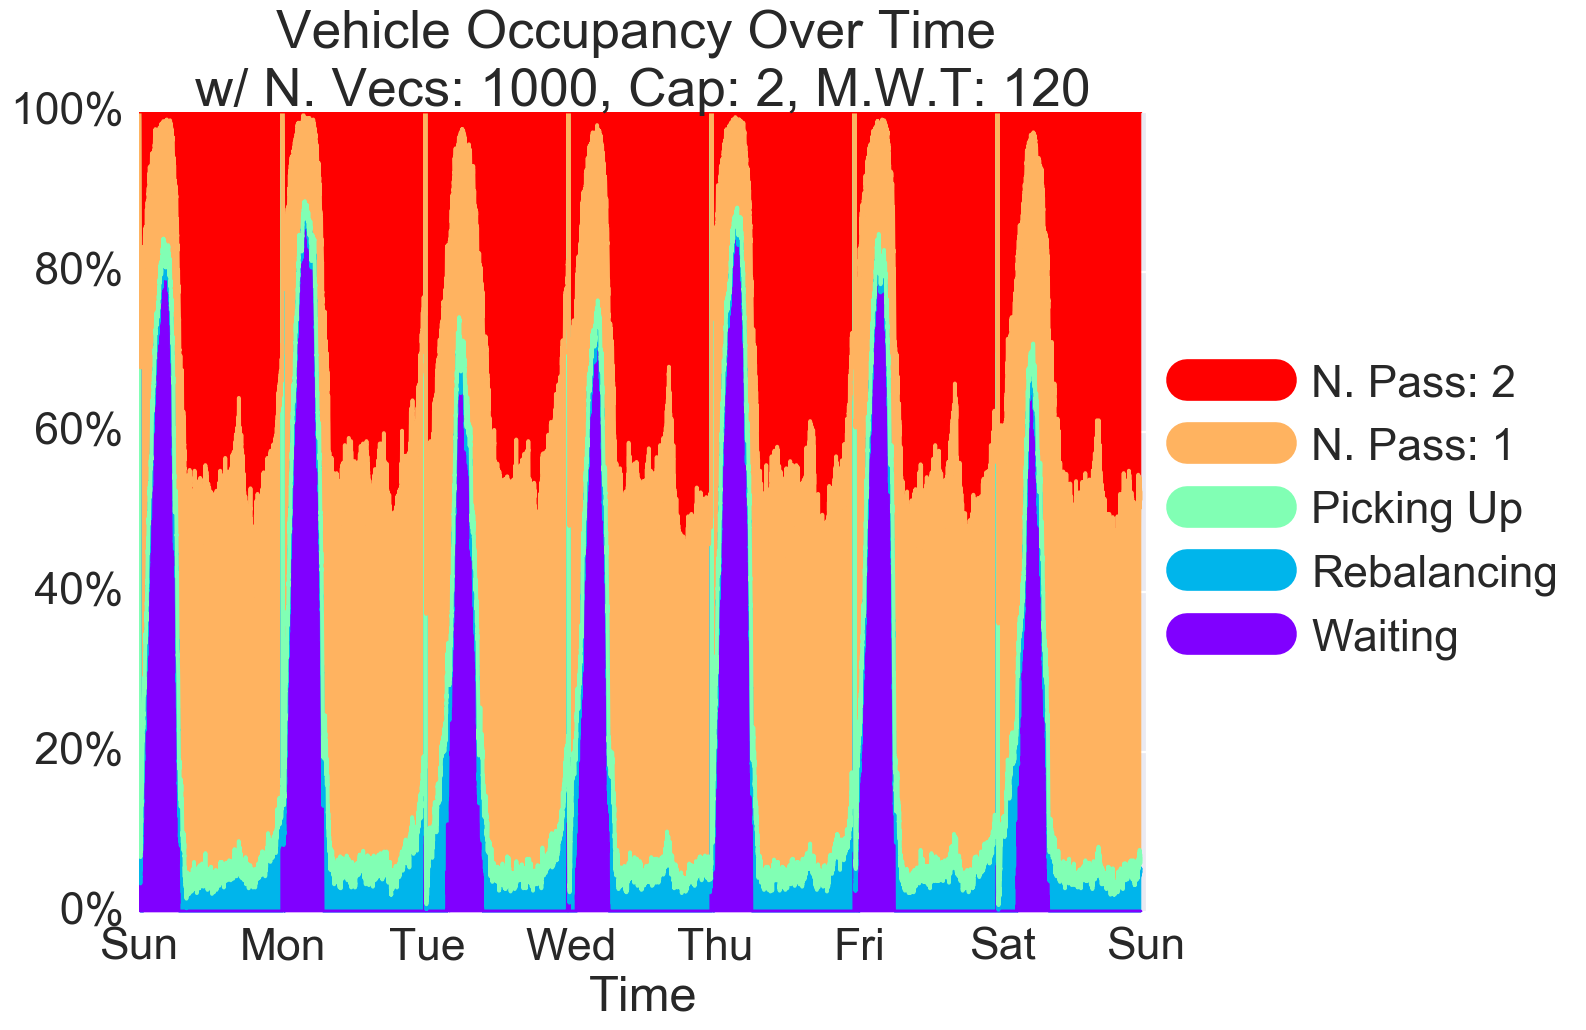 Vehicle Occupancy Over Time
w/ N. Vecs: 1000, Cap: 2, M.W.T: 120
100%
80%
60%
40%
20%
0%
Sun Mon Tue Wed Thu Fri Sat Sun
Time
N. Pass: 2
N. Pass: 1
Picking Up
Rebalancing
Waiting